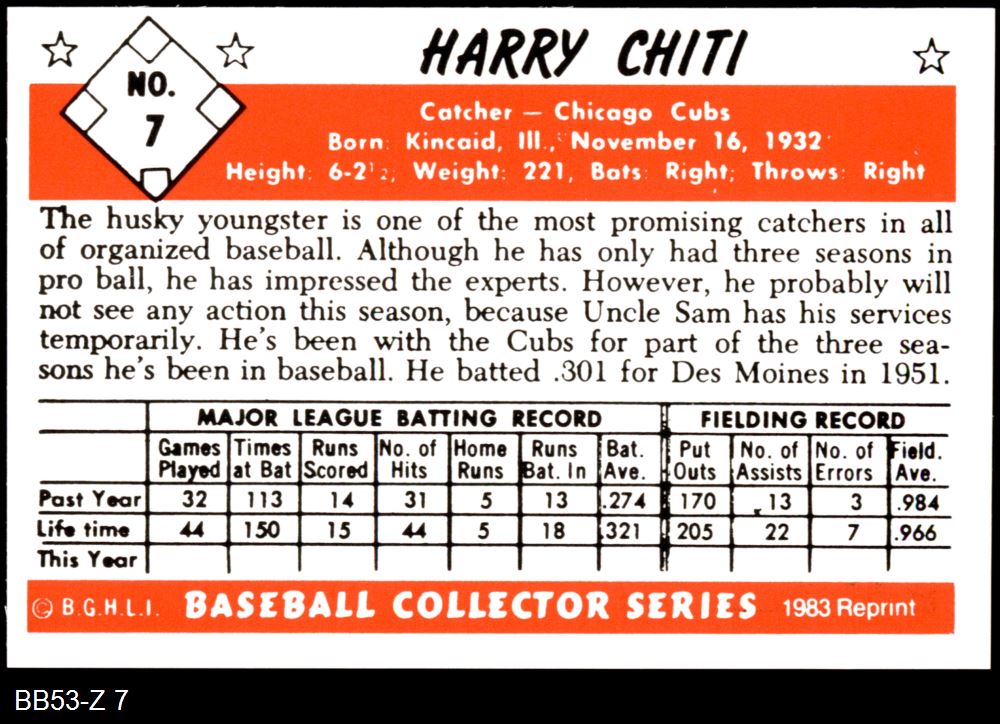 HARRY CHITI
NO.
7
Catcher — Chicago Cubs
Born: Kincaid, Ill., November 16, 1932
Height: 6-2½, Weight: 221, Bats: Right; Throws: Right
The husky youngster is one of the most promising catchers in all
of organized baseball. Although he has only had three seasons in
pro ball, he has impressed the experts. However, he probably will
not see any action this season, because Uncle Sam has his services
temporarily. He's been with the Cubs for part of the three sea-
sons he's been in baseball. He batted .301 for Des Moines in 1951.
MAJOR LEAGUE BATTING RECORD FIELDING RECORD
Games Times Runs No. of Home Runs Bat. Put No. of No. of Field.
Played at Bat Scored Hits Runs Bat. In Ave. Outs Assists Errors Ave.
Past Year 32 113 14 31 5 13 .274 170 13 3 .984
Life time 44 150 15 44 5 18 .321 205 22 7 .966
This Year
© B.G.H.L.I. BASEBALL COLLECTOR SERIES 1983 Reprint
BB53-Z 7